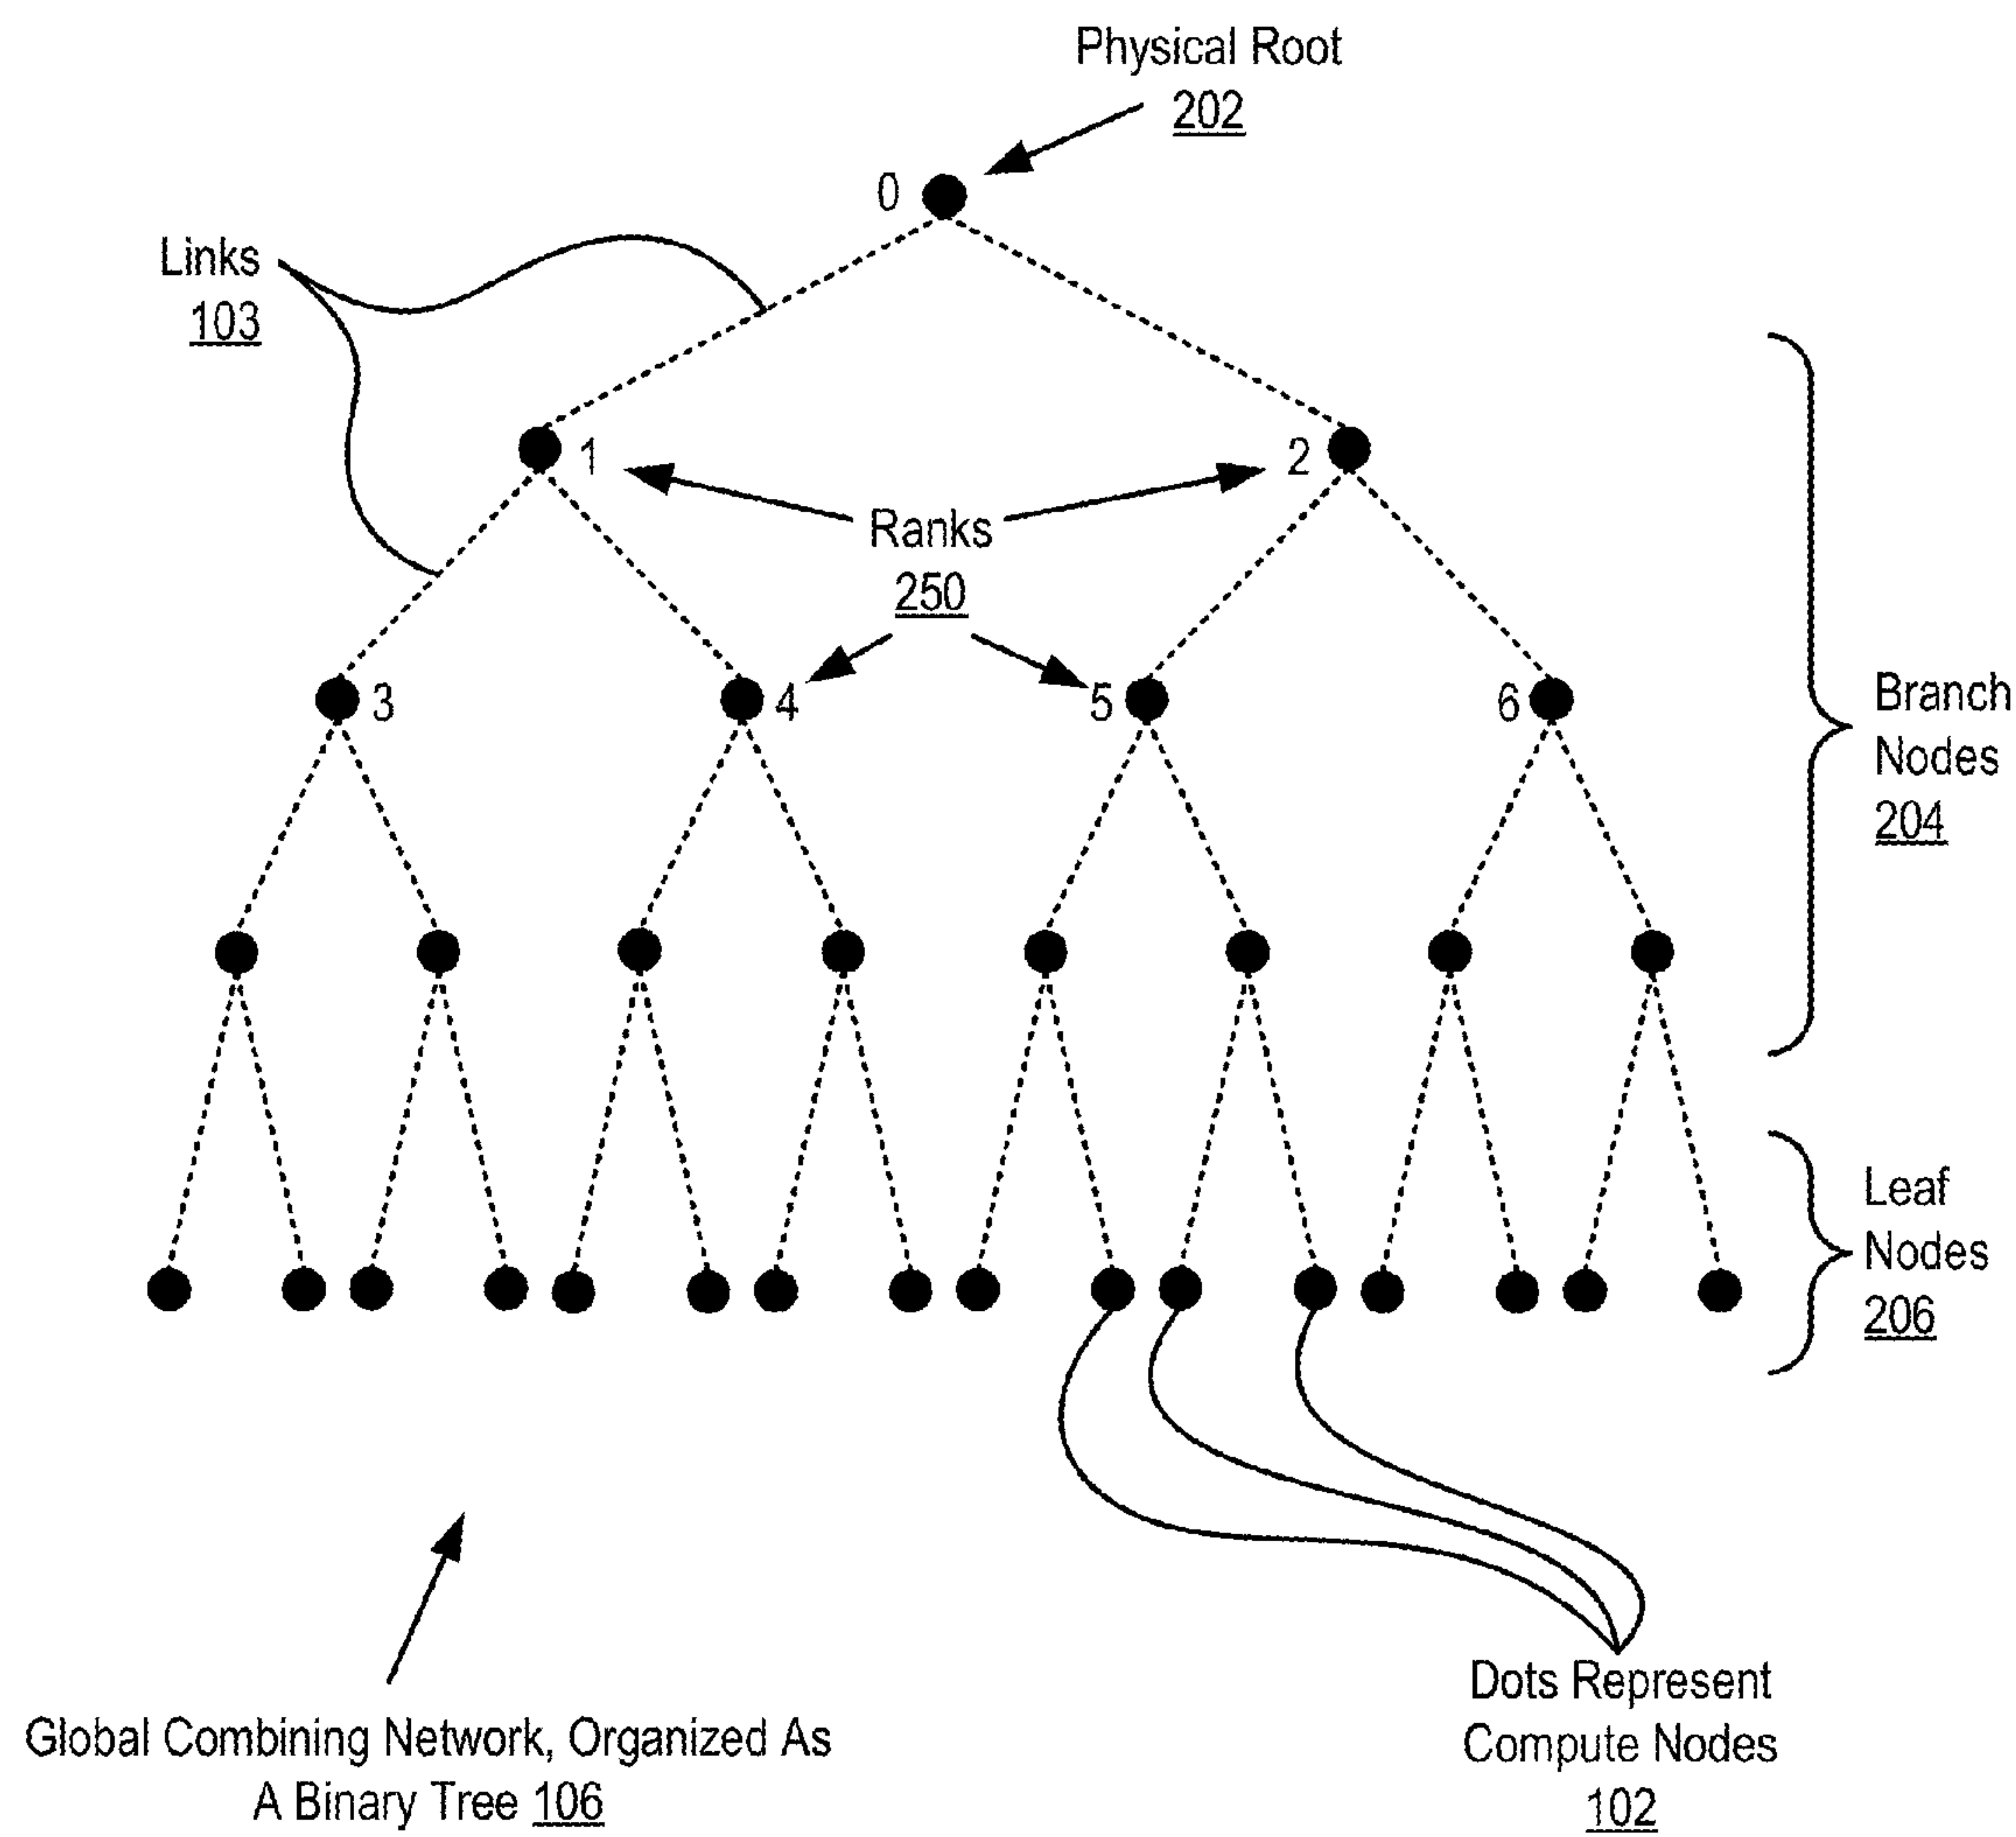 Physical Root
202
0
Links
103
1
2
Ranks
250
3
4
5
6
Branch
Nodes
204
Leaf
Nodes
206
Dots Represent
Compute Nodes
102
Global Combining Network, Organized As
A Binary Tree 106